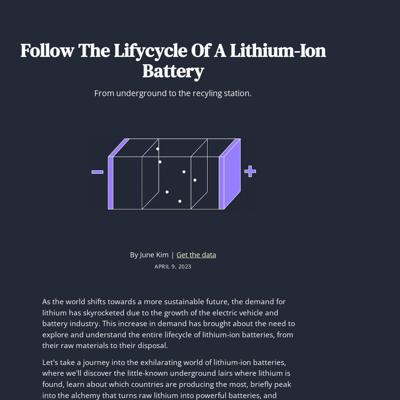 Follow The Lifycycle Of A Lithium-Ion
Battery
From underground to the recyling station.
By June Kim | Get the data
APRIL 9, 2023
As the world shifts towards a more sustainable future, the demand for
lithium has skyrocketed due to the growth of the electric vehicle and
battery industry. This increase in demand has brought about the need to
explore and understand the entire lifecycle of lithium-ion batteries, from
their raw materials to their disposal.
Let's take a journey into the exhilarating world of lithium-ion batteries,
where we'll discover the little-known underground lairs where lithium is
found, learn about which countries are producing the most, briefly peak
into the alchemy that turns raw lithium into powerful batteries, and